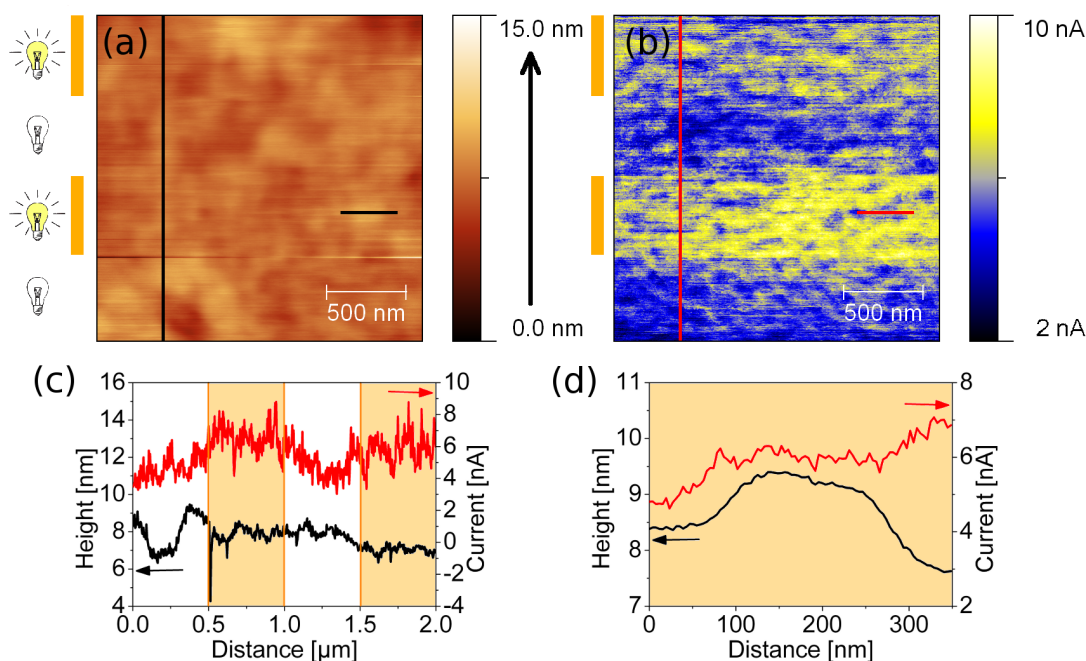 (a)
15.0 nm
0.0 nm
500 nm
(b)
10 nA
2 nA
500 nm
(c)
16
14
12
10
8
6
4
Height [nm]
10
8
6
4
2
0
-2
-4
Current [nA]
0.0 0.5 1.0 1.5 2.0
Distance [µm]
(d)
11
10
9
8
7
Height [nm]
8
6
4
2
Current [nA]
0 100 200 300
Distance [nm]